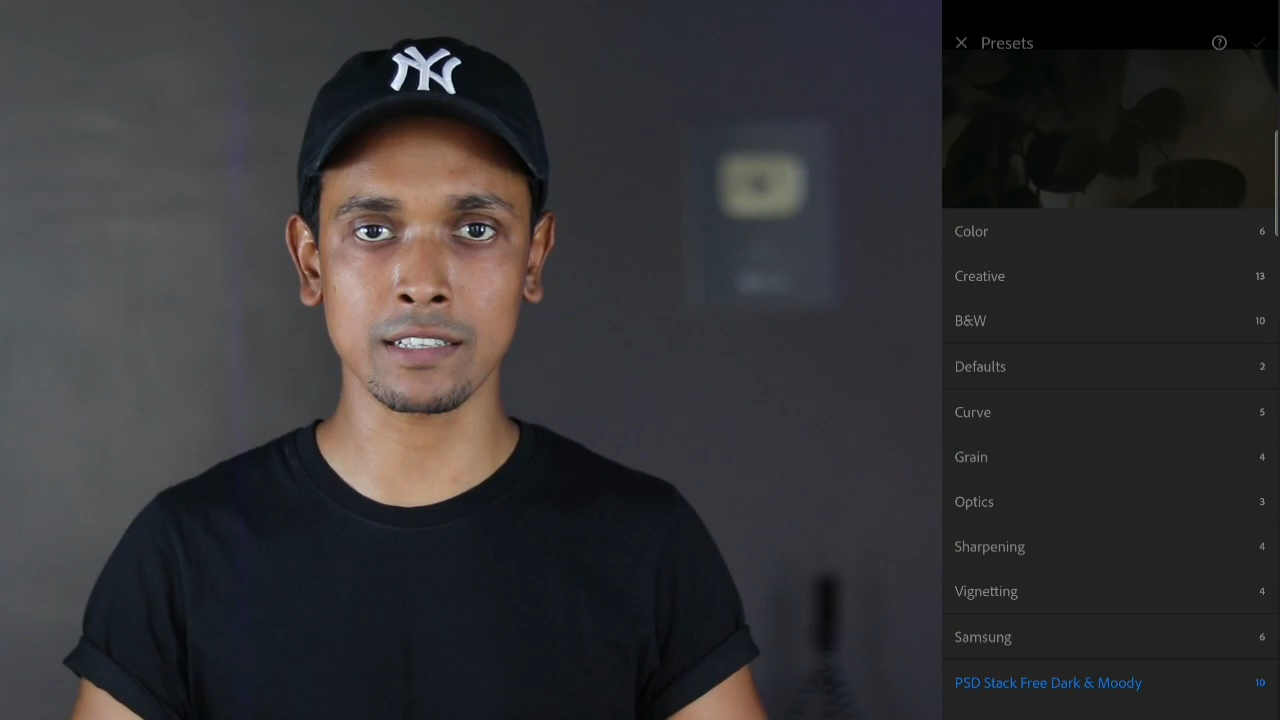 NY
Presets
Color 6
Creative 13
B&W 10
Defaults 2
Curve 5
Grain 4
Optics 3
Sharpening 4
Vignetting 4
Samsung 6
PSD Stack Free Dark & Moody 10